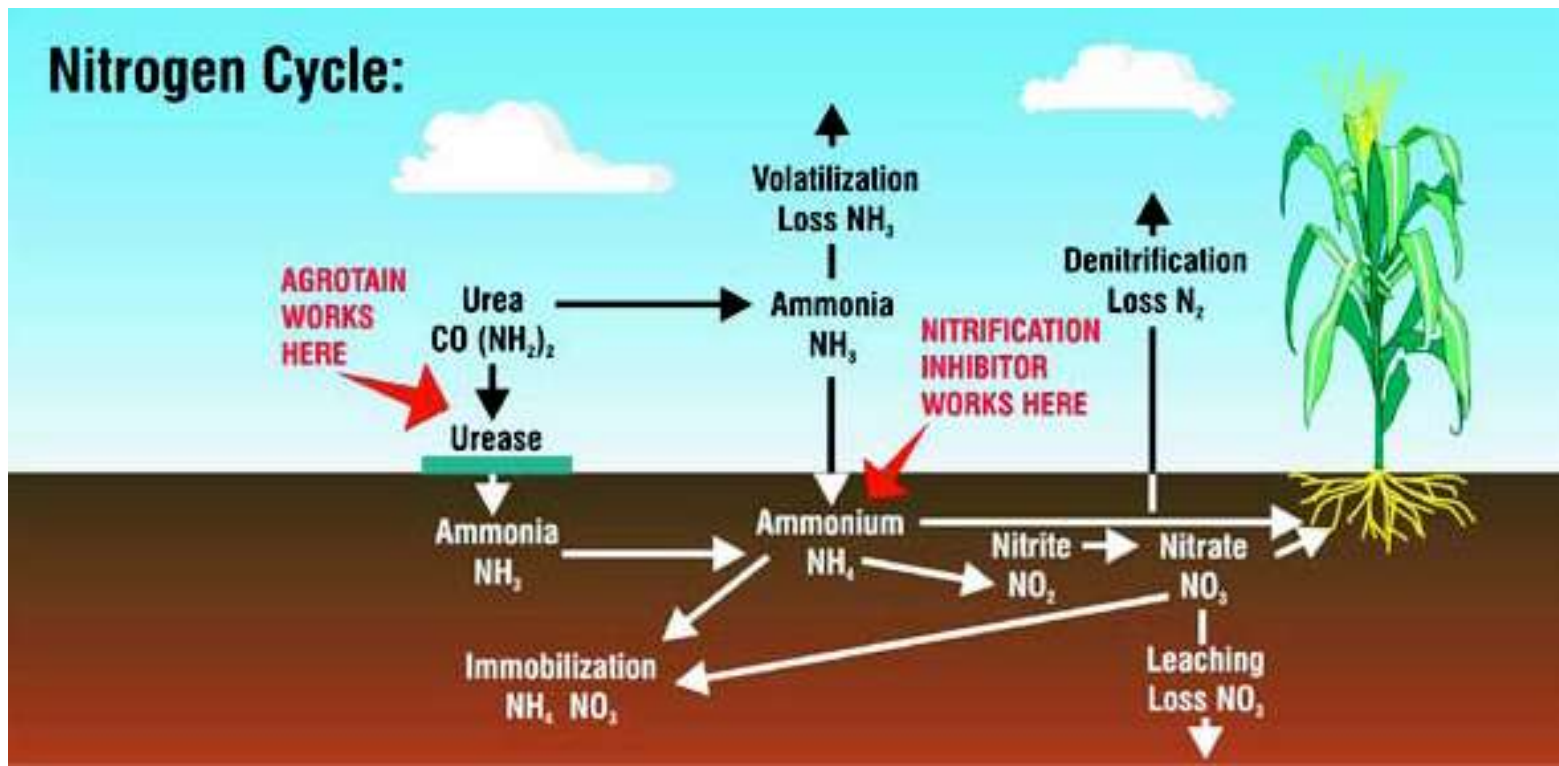 Nitrogen Cycle:
Volatilization
Loss NH₃
Denitrification
Loss N₂
AGROTAIN
WORKS
HERE
Urea
CO (NH₂)₂
Ammonia
NH₃
NITRIFICATION
INHIBITOR
WORKS HERE
Urease
Ammonia
NH₃
Ammonium
NH₄
Nitrite
NO₂
Nitrate
NO₃
Immobilization
NH₄ NO₃
Leaching
Loss NO₃